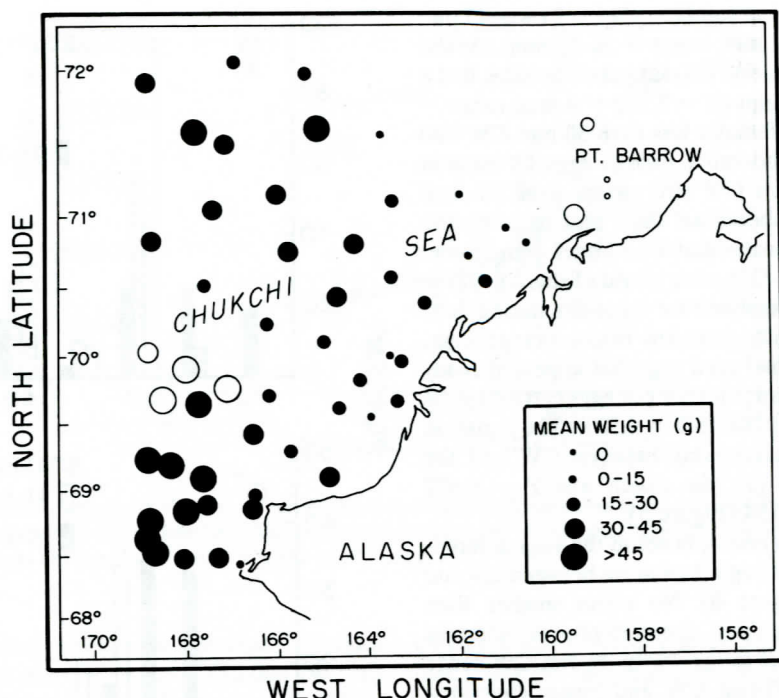 72°
71°
70°
69°
68°
NORTH LATITUDE
PT. BARROW
CHUKCHI SEA
ALASKA
MEAN WEIGHT (g)
0
0-15
15-30
30-45
>45
170° 168° 166° 164° 162° 160° 158° 156°
WEST LONGITUDE